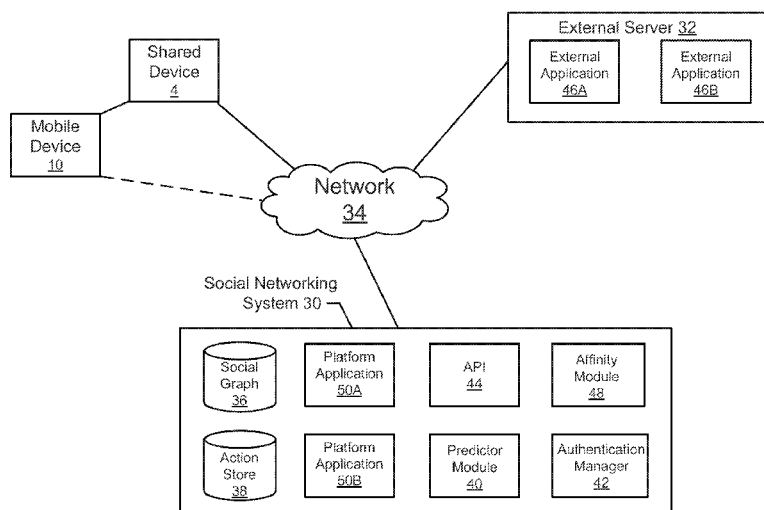 External Server 32
External Application 46A
External Application 46B
Shared Device 4
Mobile Device 10
Network 34
Social Networking System 30
Social Graph 36
Platform Application 50A
API 44
Affinity Module 48
Action Store 38
Platform Application 50B
Predictor Module 40
Authentication Manager 42